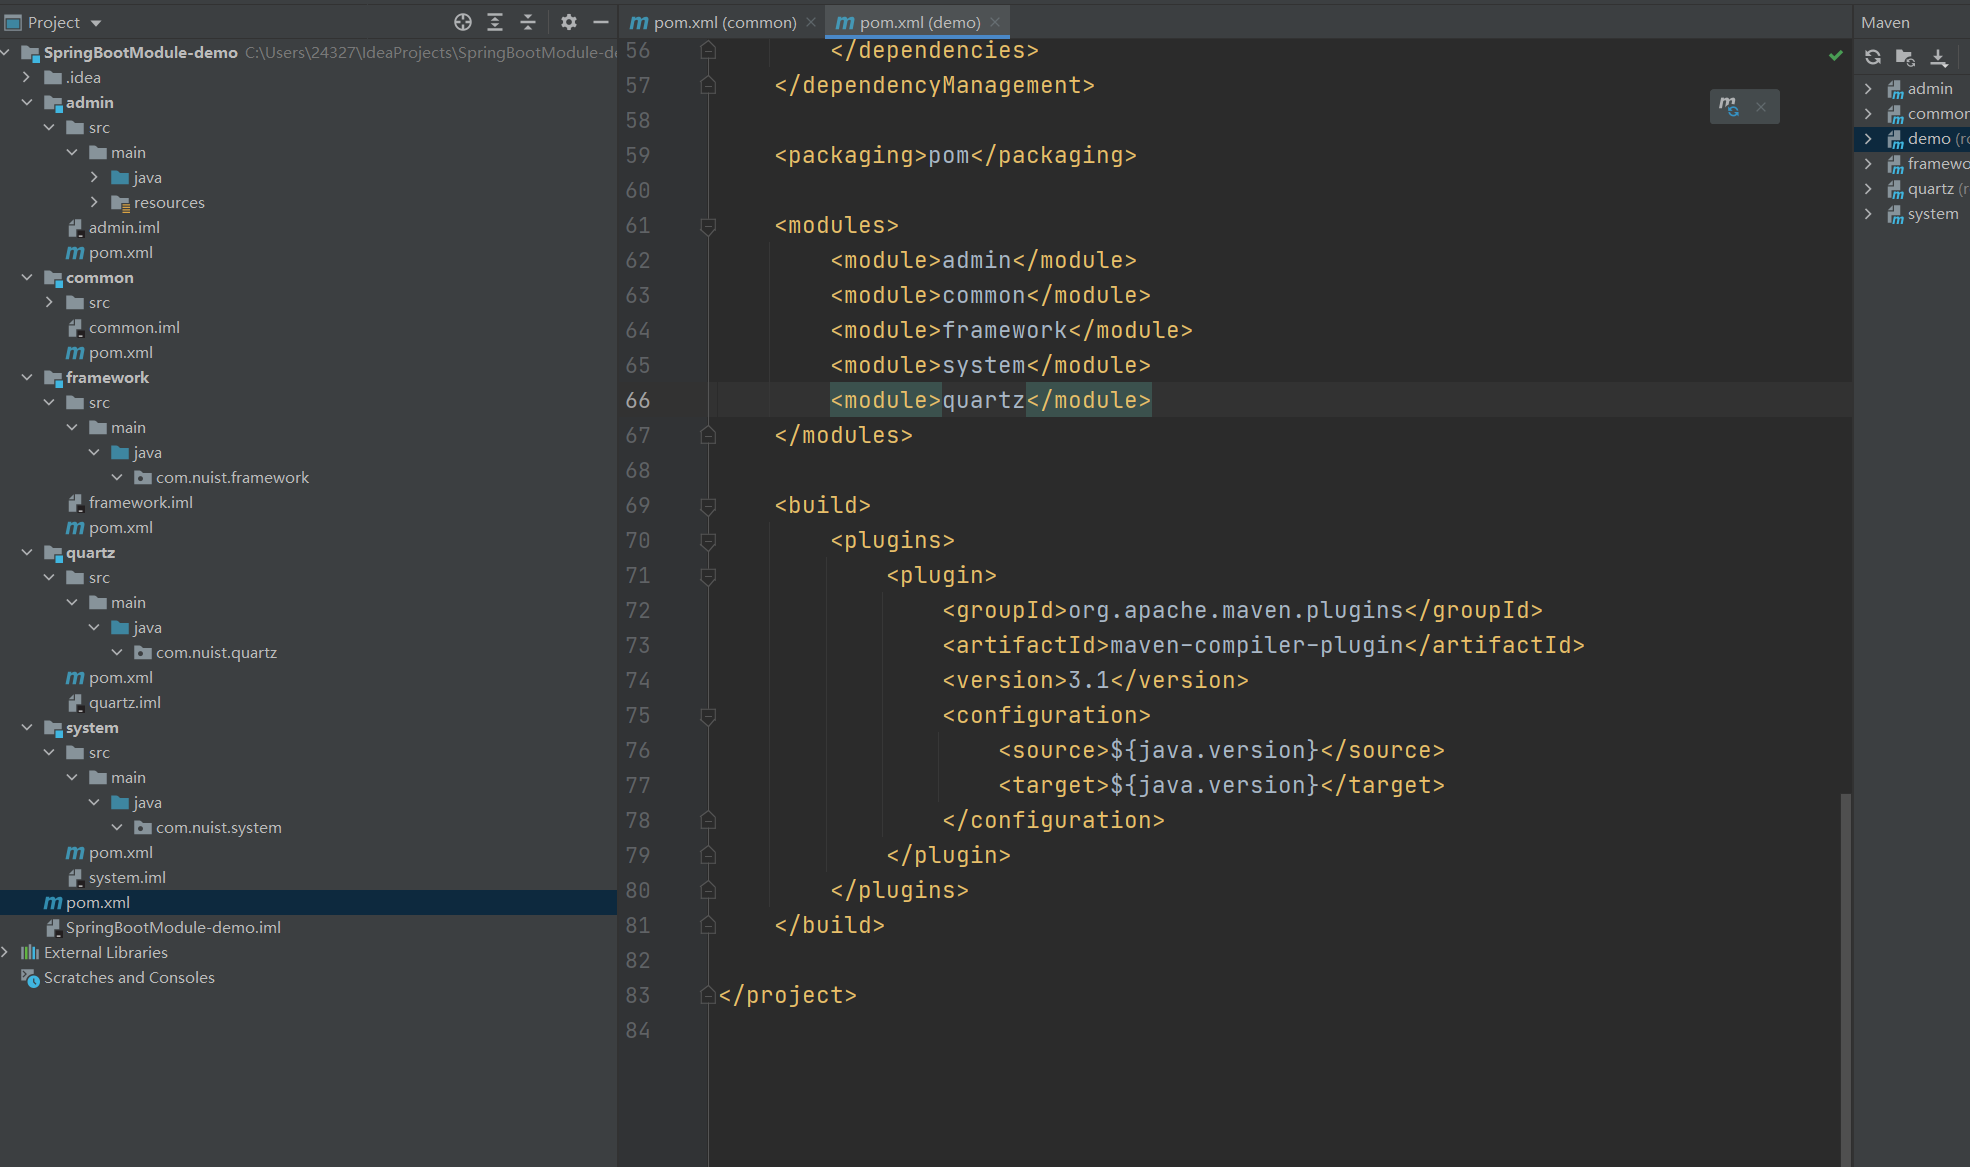 Project
SpringBootModule-demo C:\Users\24327\IdeaProjects\SpringBootModule-de
.idea
admin
src
main
java
resources
admin.iml
pom.xml
common
src
common.iml
pom.xml
framework
src
main
java
com.nuist.framework
framework.iml
pom.xml
quartz
src
main
java
com.nuist.quartz
pom.xml
quartz.iml
system
src
main
java
com.nuist.system
pom.xml
system.iml
pom.xml
SpringBootModule-demo.iml
External Libraries
Scratches and Consoles
pom.xml (common) pom.xml (demo)
56 </dependencies>
57 </dependencyManagement>
58
59 <packaging>pom</packaging>
60
61 <modules>
62 <module>admin</module>
63 <module>common</module>
64 <module>framework</module>
65 <module>system</module>
66 <module>quartz</module>
67 </modules>
68
69 <build>
70 <plugins>
71 <plugin>
72 <groupId>org.apache.maven.plugins</groupId>
73 <artifactId>maven-compiler-plugin</artifactId>
74 <version>3.1</version>
75 <configuration>
76 <source>${java.version}</source>
77 <target>${java.version}</target>
78 </configuration>
79 </plugin>
80 </plugins>
81 </build>
82
83 </project>
84
Maven
admin
common
demo (ro
framewo
quartz (r
system